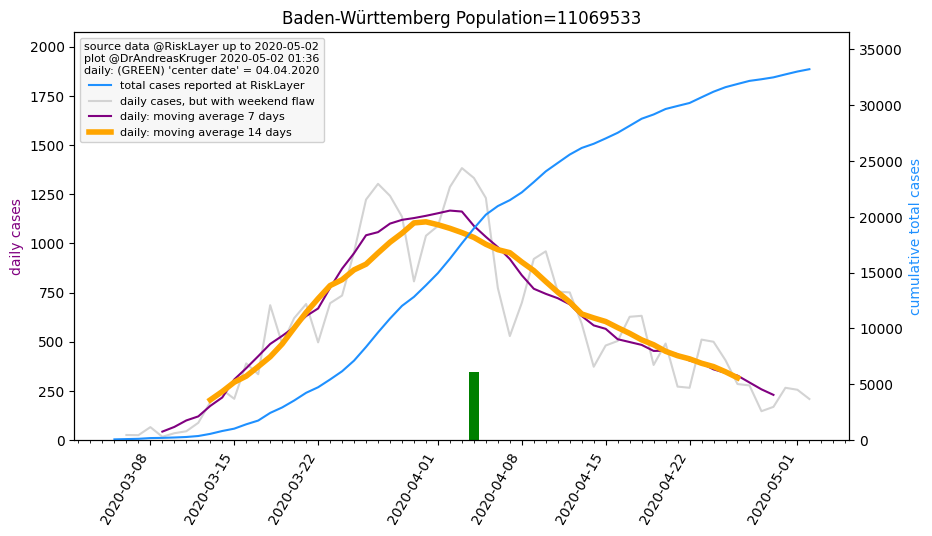 Baden-Württemberg Population=11069533
source data @RiskLayer up to 2020-05-02
plot @DrAndreasKruger 2020-05-02 01:36
daily: (GREEN) 'center date' = 04.04.2020
total cases reported at RiskLayer
daily cases, but with weekend flaw
daily: moving average 7 days
daily: moving average 14 days
daily cases
2000
1750
1500
1250
1000
750
500
250
0
35000
30000
25000
20000
15000
10000
5000
0
cumulative total cases
2020-03-08
2020-03-15
2020-03-22
2020-04-01
2020-04-08
2020-04-15
2020-04-22
2020-05-01